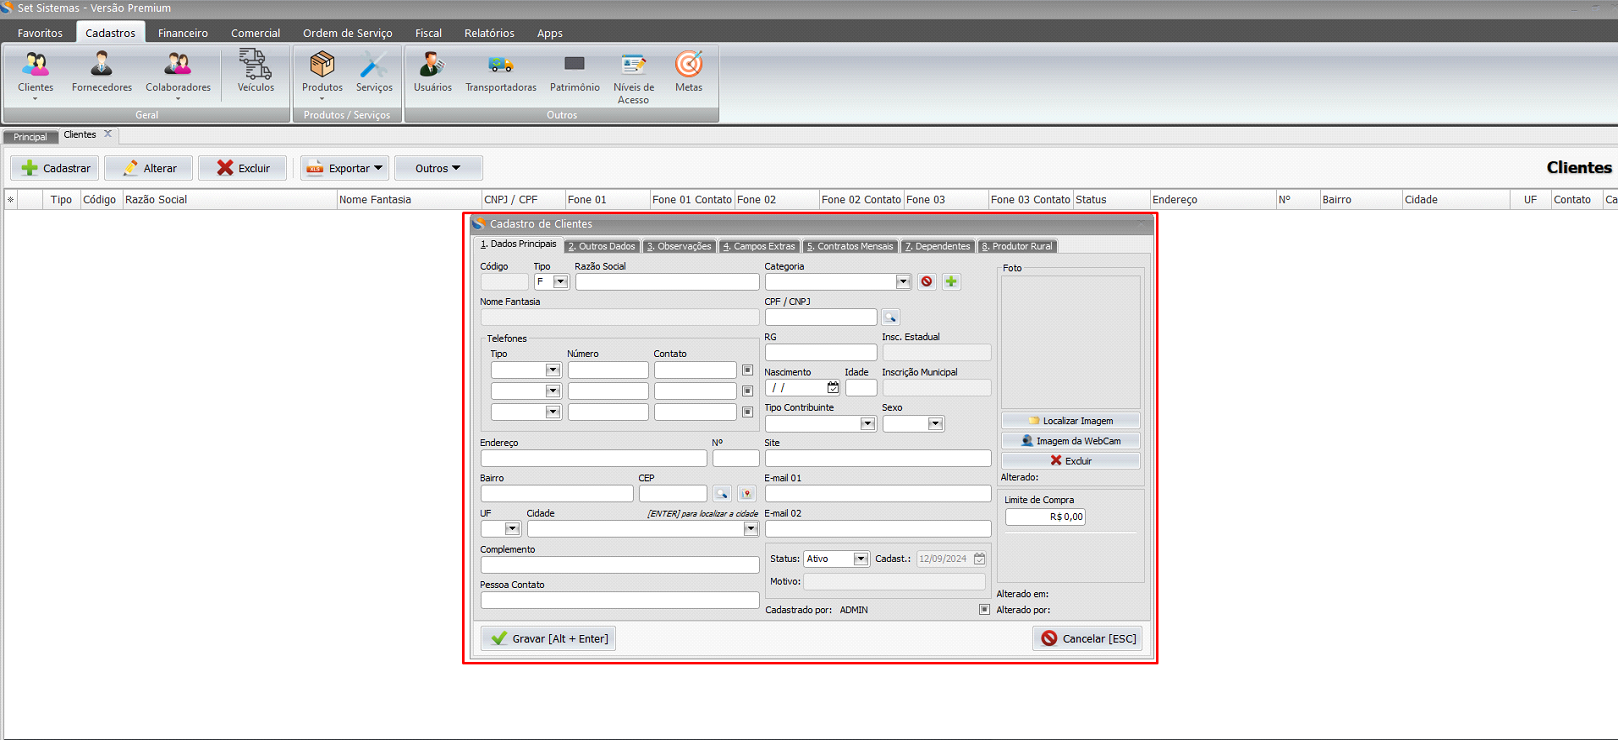 Set Sistemas - Versão Premium
Favoritos Cadastros Financeiro Comercial Ordem de Serviço Fiscal Relatórios Apps
Clientes Fornecedores Colaboradores Veículos Produtos Serviços Usuários Transportadoras Patrimônio Níveis de Acesso Metas
Geral Produtos / Serviços Outros
Principal Clientes X
Cadastrar Alterar Excluir XLS Exportar Outros Clientes
Tipo Código Razão Social Nome Fantasia CNPJ / CPF Fone 01 Fone 01 Contato Fone 02 Fone 02 Contato Fone 03 Fone 03 Contato Status Endereço Nº Bairro Cidade UF Contato Ca
Cadastro de Clientes
1. Dados Principais 2. Outros Dados 3. Observações 4. Campos Extras 5. Contratos Mensais 7. Dependentes 8. Produtor Rural
Código Tipo Razão Social Categoria Foto
F
Nome Fantasia CPF / CNPJ
Telefones RG Insc. Estadual
Tipo Número Contato
Nascimento Idade Inscrição Municipal
/ /
Tipo Contribuinte Sexo
Localizar Imagem
Imagem da WebCam
Endereço Nº Site
Excluir
Bairro CEP E-mail 01 Alterado:
Limite de Compra
UF Cidade [ENTER] para localizar a cidade E-mail 02
R$ 0,00
Complemento
Status: Ativo Cadast.: 12/09/2024
Pessoa Contato Motivo:
Alterado em:
Cadastrado por: ADMIN Alterado por:
Gravar [Alt + Enter] Cancelar [ESC]